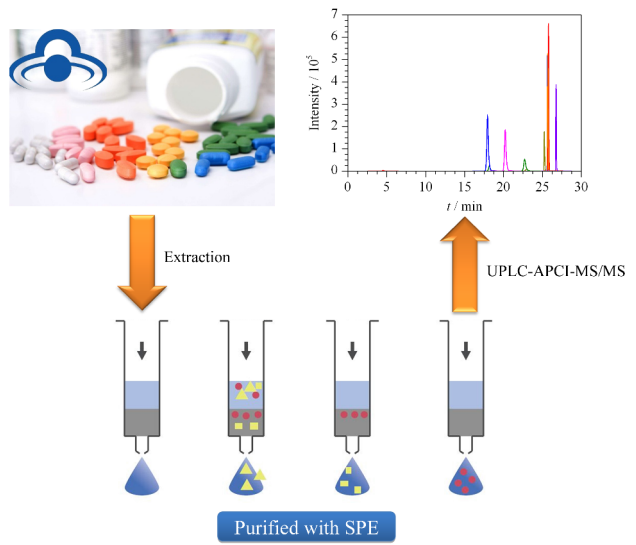 Intensity / 10⁵
7
6
5
4
3
2
1
0
0 5 10 15 20 25 30
t / min
Extraction
UPLC-APCI-MS/MS
Purified with SPE